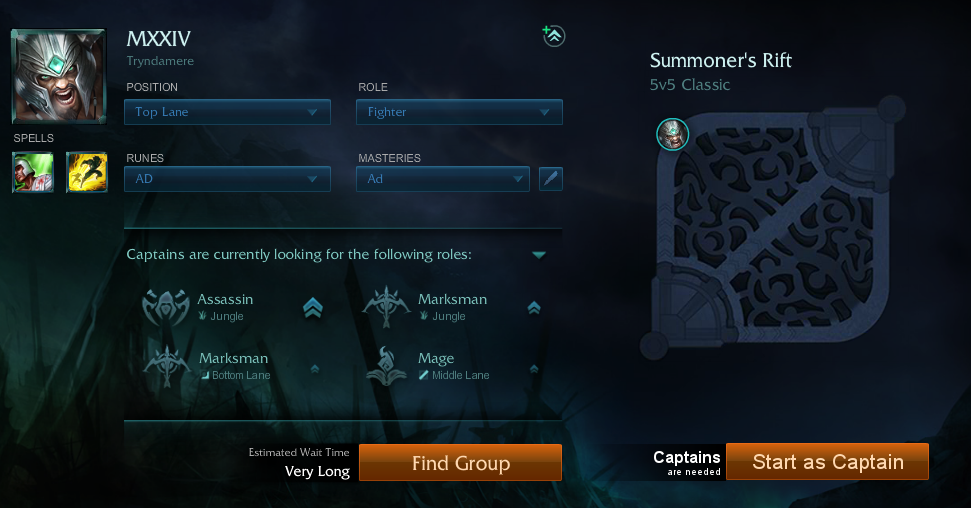 MXXIV
Tryndamere
POSITION
ROLE
Top Lane
Fighter
SPELLS
RUNES
MASTERIES
AD
Ad
Captains are currently looking for the following roles:
Assassin
Jungle
Marksman
Jungle
Marksman
Bottom Lane
Mage
Middle Lane
Estimated Wait Time
Very Long
Find Group
Summoner's Rift
5v5 Classic
Captains
are needed
Start as Captain